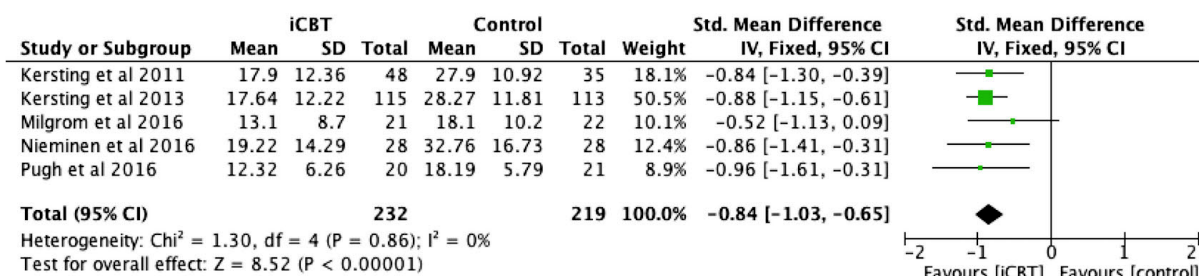 iCBT Control Std. Mean Difference Std. Mean Difference
Study or Subgroup Mean SD Total Mean SD Total Weight IV, Fixed, 95% CI IV, Fixed, 95% CI
Kersting et al 2011 17.9 12.36 48 27.9 10.92 35 18.1% -0.84 [-1.30, -0.39]
Kersting et al 2013 17.64 12.22 115 28.27 11.81 113 50.5% -0.88 [-1.15, -0.61]
Milgrom et al 2016 13.1 8.7 21 18.1 10.2 22 10.1% -0.52 [-1.13, 0.09]
Nieminen et al 2016 19.22 14.29 28 32.76 16.73 28 12.4% -0.86 [-1.41, -0.31]
Pugh et al 2016 12.32 6.26 20 18.19 5.79 21 8.9% -0.96 [-1.61, -0.31]
Total (95% CI) 232 219 100.0% -0.84 [-1.03, -0.65]
Heterogeneity: Chi² = 1.30, df = 4 (P = 0.86); I² = 0%
Test for overall effect: Z = 8.52 (P < 0.00001)
-2 -1 0 1 2
Favours [iCBT] Favours [control]